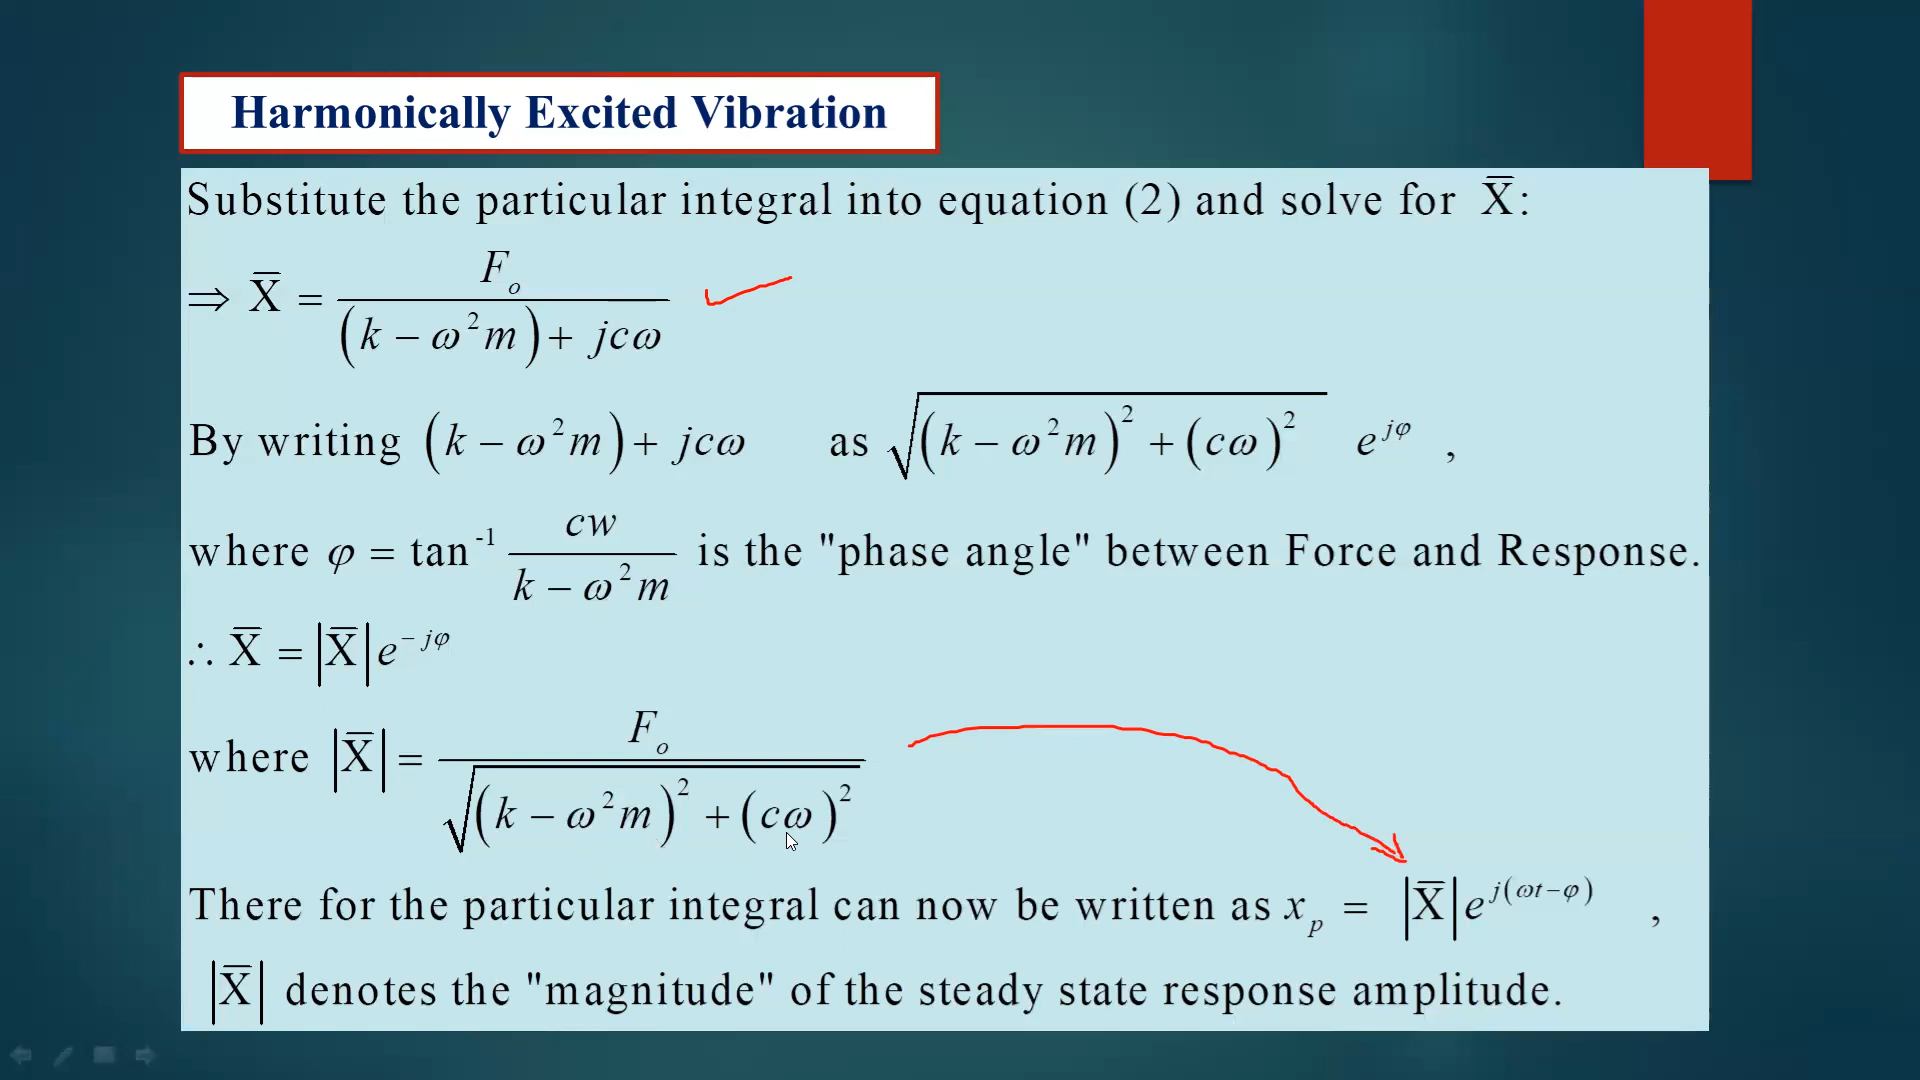 Harmonically Excited Vibration
Substitute the particular integral into equation (2) and solve for X̅:
⇒ X̅ = F_o / ((k − ω²m) + jcω)
By writing (k − ω²m) + jcω as √((k − ω²m)² + (cω)²) e^{jφ} ,
where φ = tan⁻¹ cw / (k − ω²m) is the "phase angle" between Force and Response.
∴ X̅ = |X̅| e^{−jφ}
where |X̅| = F_o / √((k − ω²m)² + (cω)²)
There for the particular integral can now be written as x_p = |X̅| e^{j(ωt−φ)} ,
|X̅| denotes the "magnitude" of the steady state response amplitude.